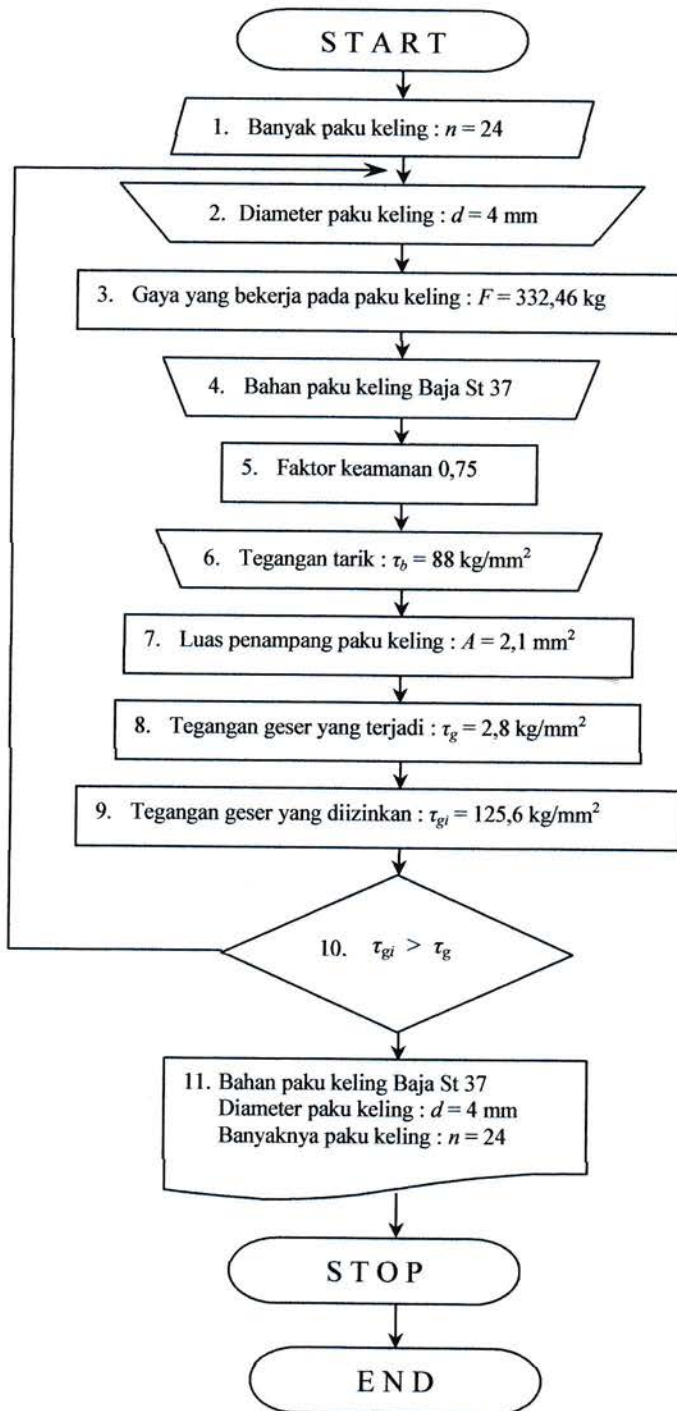 START
1. Banyak paku keling : n = 24
2. Diameter paku keling : d = 4 mm
3. Gaya yang bekerja pada paku keling : F = 332,46 kg
4. Bahan paku keling Baja St 37
5. Faktor keamanan 0,75
6. Tegangan tarik : τb = 88 kg/mm²
7. Luas penampang paku keling : A = 2,1 mm²
8. Tegangan geser yang terjadi : τg = 2,8 kg/mm²
9. Tegangan geser yang diizinkan : τgi = 125,6 kg/mm²
10. τgi > τg
11. Bahan paku keling Baja St 37
Diameter paku keling : d = 4 mm
Banyaknya paku keling : n = 24
STOP
END